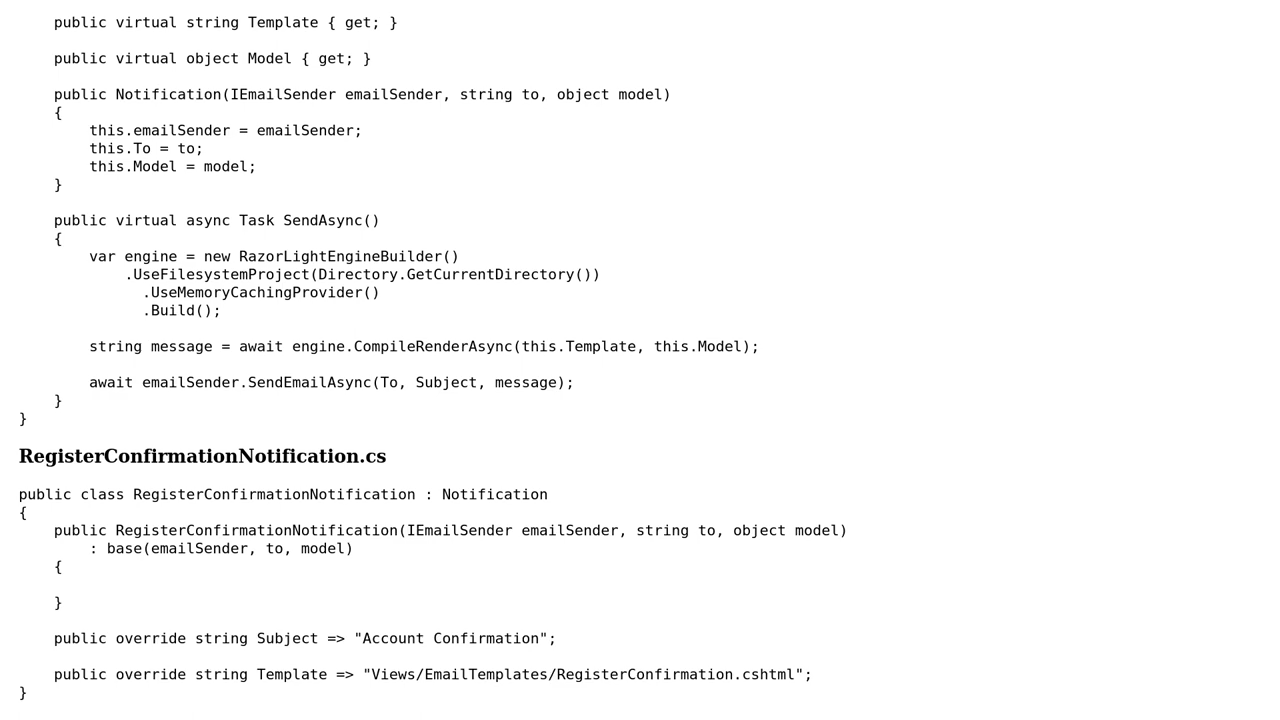 public virtual string Template { get; }
public virtual object Model { get; }
public Notification(IEmailSender emailSender, string to, object model)
{
this.emailSender = emailSender;
this.To = to;
this.Model = model;
}
public virtual async Task SendAsync()
{
var engine = new RazorLightEngineBuilder()
.UseFilesystemProject(Directory.GetCurrentDirectory())
.UseMemoryCachingProvider()
.Build();
string message = await engine.CompileRenderAsync(this.Template, this.Model);
await emailSender.SendEmailAsync(To, Subject, message);
}
}
RegisterConfirmationNotification.cs
public class RegisterConfirmationNotification : Notification
{
public RegisterConfirmationNotification(IEmailSender emailSender, string to, object model)
: base(emailSender, to, model)
{
}
public override string Subject => "Account Confirmation";
public override string Template => "Views/EmailTemplates/RegisterConfirmation.cshtml";
}